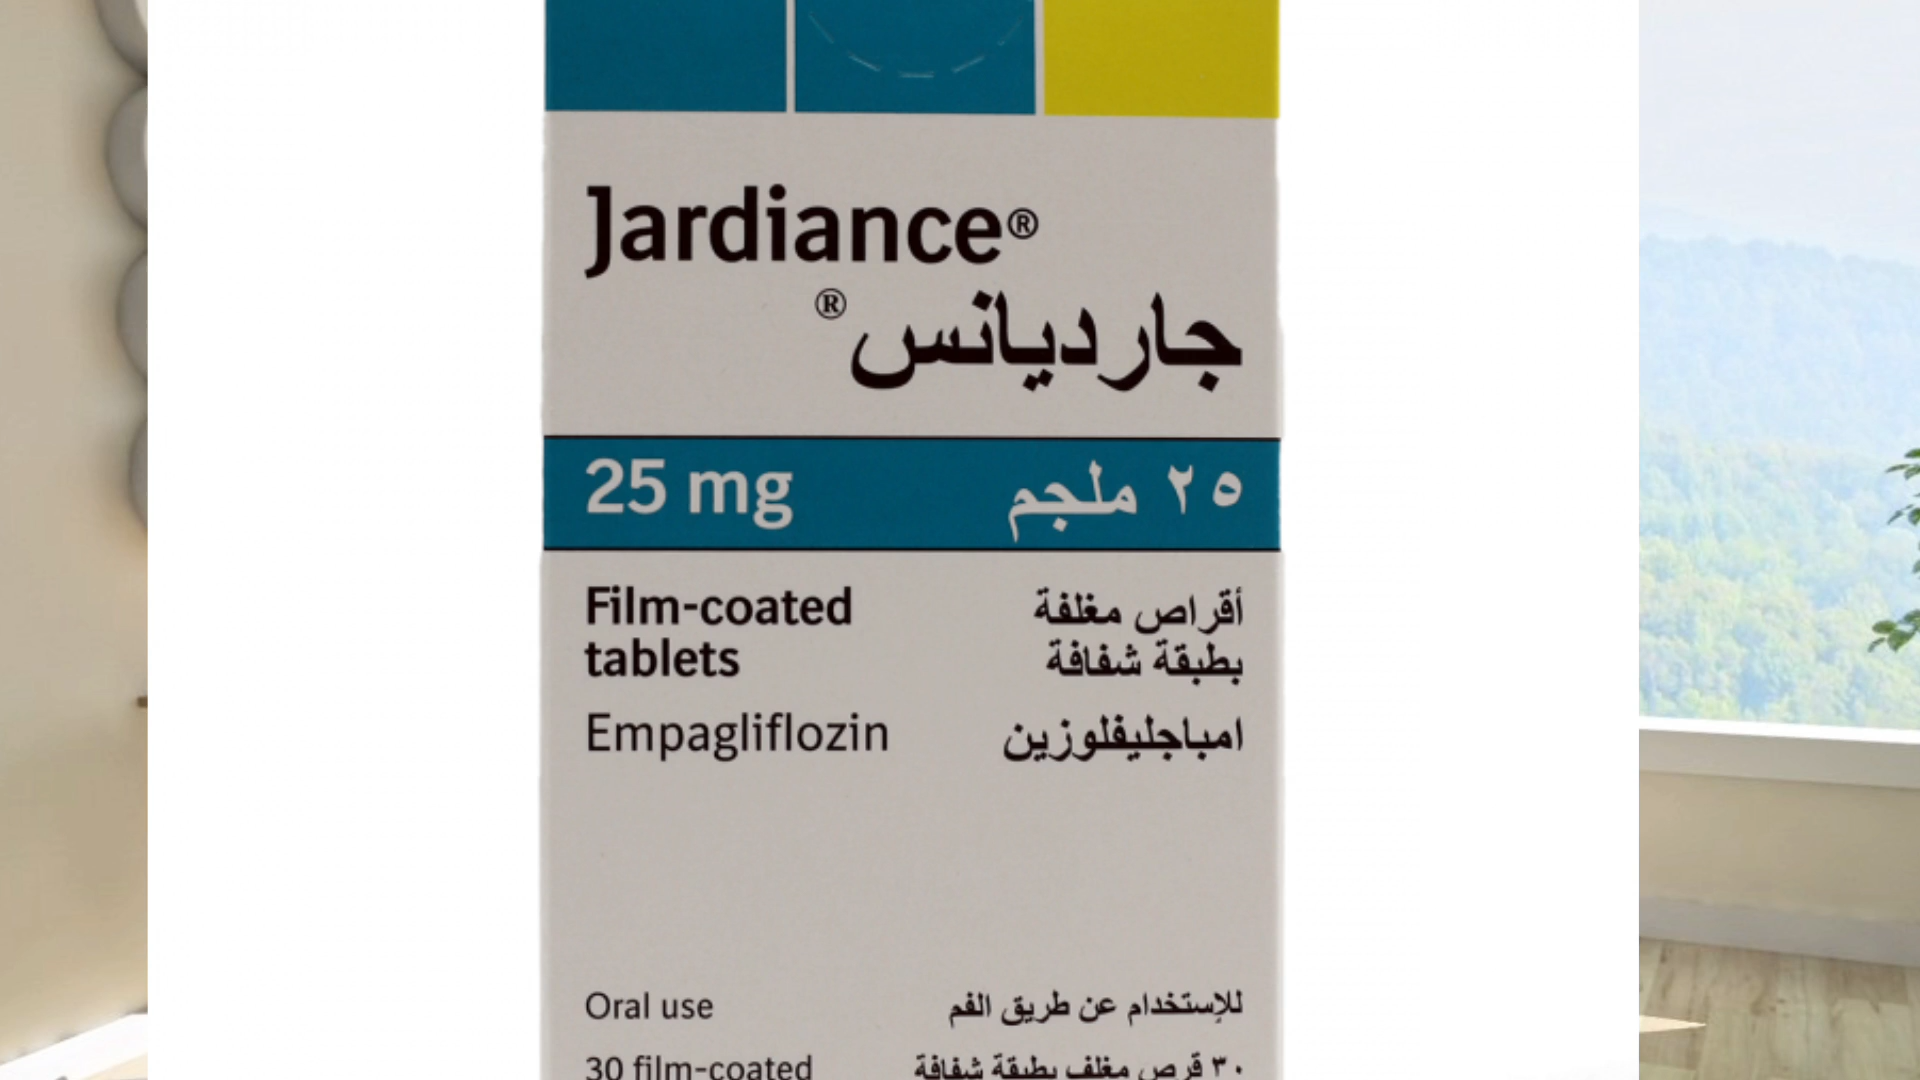 Jardiance®
جارديانس®
25 mg ٢٥ ملجم
Film-coated أقراص مغلفة
tablets بطبقة شفافة
Empagliflozin امباجليفلوزين
Oral use للإستخدام عن طريق الفم
30 film-coated ٣٠ قرص مغلف بطبقة شفافة